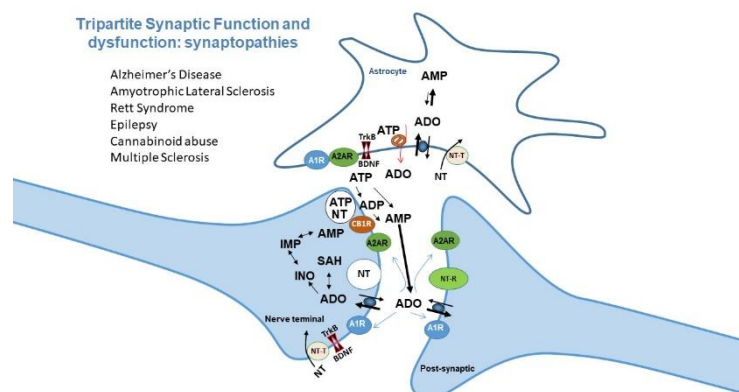 Tripartite Synaptic Function and
dysfunction: synaptopathies
Alzheimer's Disease
Amyotrophic Lateral Sclerosis
Rett Syndrome
Epilepsy
Cannabinoid abuse
Multiple Sclerosis
Astrocyte
AMP
ADO
ATP
TrkB
A1R
A2AR
BDNF
ADO
NT
NT-T
ATP
ADP
AMP
ATP
NT
CB1R
A2AR
AMP
IMP
SAH
INO
NT
ADO
A2AR
NT-R
ADO
A1R
A1R
Nerve terminal
TrkB
NT-T
BDNF
NT
Post-synaptic